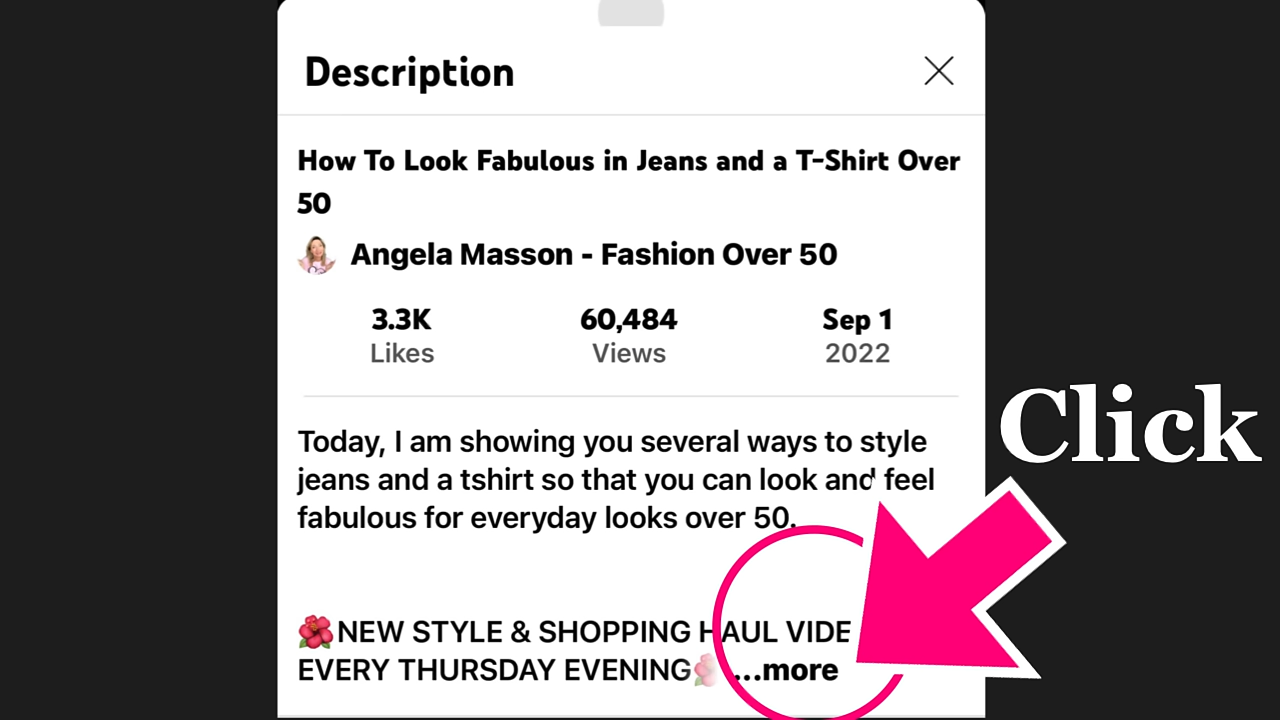 Description
How To Look Fabulous in Jeans and a T-Shirt Over
50
Angela Masson - Fashion Over 50
3.3K 60,484 Sep 1
Likes Views 2022
Click
Today, I am showing you several ways to style
jeans and a tshirt so that you can look and feel
fabulous for everyday looks over 50.
🌺NEW STYLE & SHOPPING HAUL VIDE
EVERY THURSDAY EVENING🌺 ...more